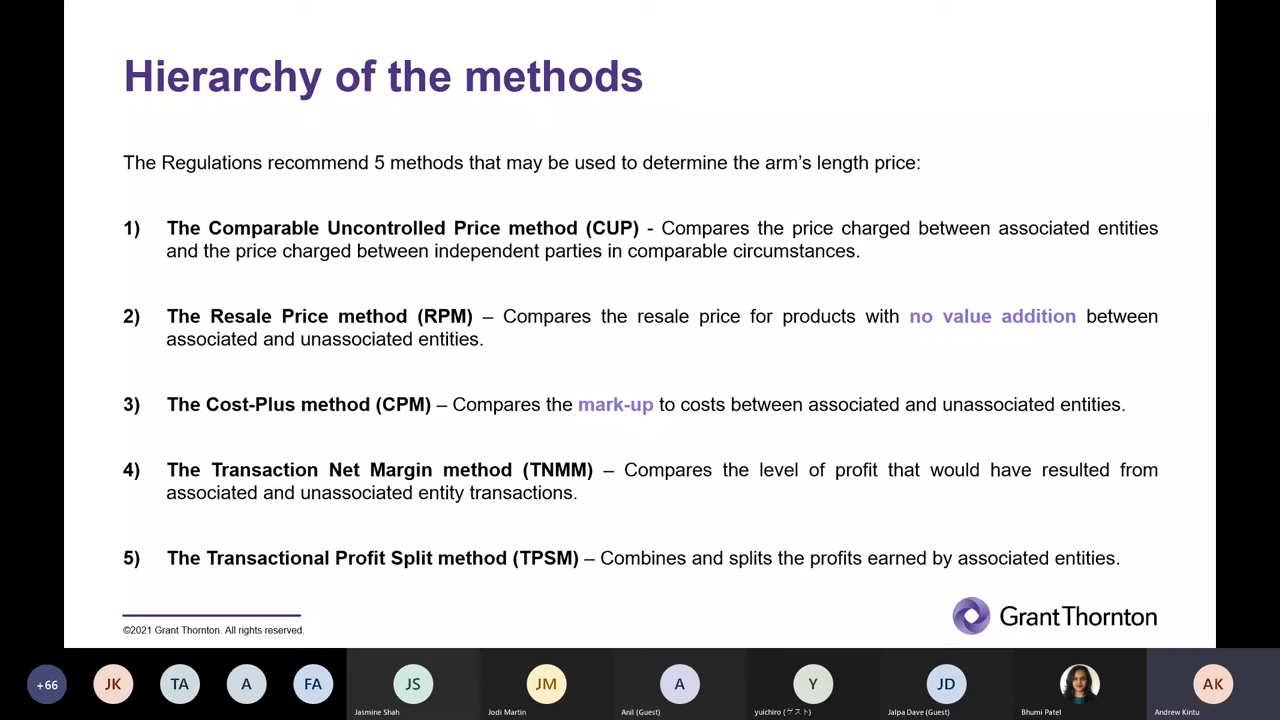 Hierarchy of the methods
The Regulations recommend 5 methods that may be used to determine the arm's length price:
1) The Comparable Uncontrolled Price method (CUP) - Compares the price charged between associated entities
and the price charged between independent parties in comparable circumstances.
2) The Resale Price method (RPM) – Compares the resale price for products with no value addition between
associated and unassociated entities.
3) The Cost-Plus method (CPM) – Compares the mark-up to costs between associated and unassociated entities.
4) The Transaction Net Margin method (TNMM) – Compares the level of profit that would have resulted from
associated and unassociated entity transactions.
5) The Transactional Profit Split method (TPSM) – Combines and splits the profits earned by associated entities.
©2021 Grant Thornton. All rights reserved.
GrantThornton
+66
JK
TA
A
FA
JS
JM
A
Y
JD
AK
Jasmine Shah
Jodi Martin
Anil (Guest)
yuichiro (ゲスト)
Jalpa Dave (Guest)
Bhumi Patel
Andrew Kintu